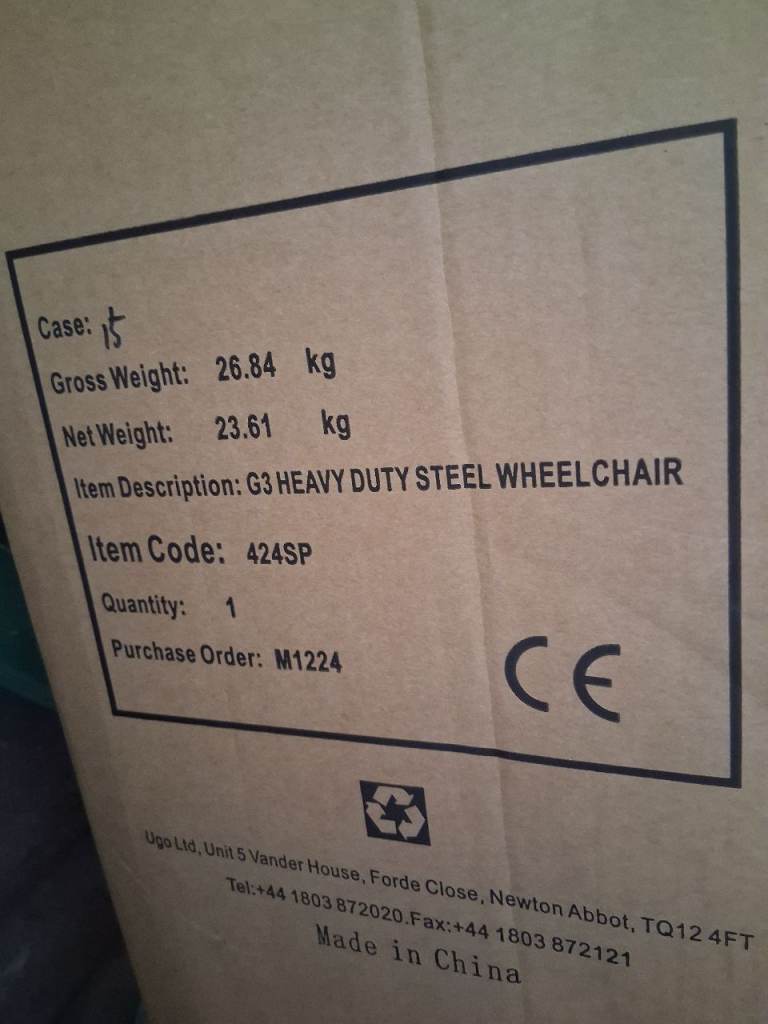 Case: 15
Gross Weight: 26.84 kg
Net Weight: 23.61 kg
Item Description: G3 HEAVY DUTY STEEL WHEELCHAIR
Item Code: 424SP
Quantity: 1
Purchase Order: M1224
CE
Ugo Ltd, Unit 5 Vander House, Forde Close, Newton Abbot, TQ12 4FT
Tel:+44 1803 872020.Fax:+44 1803 872121
Made in China